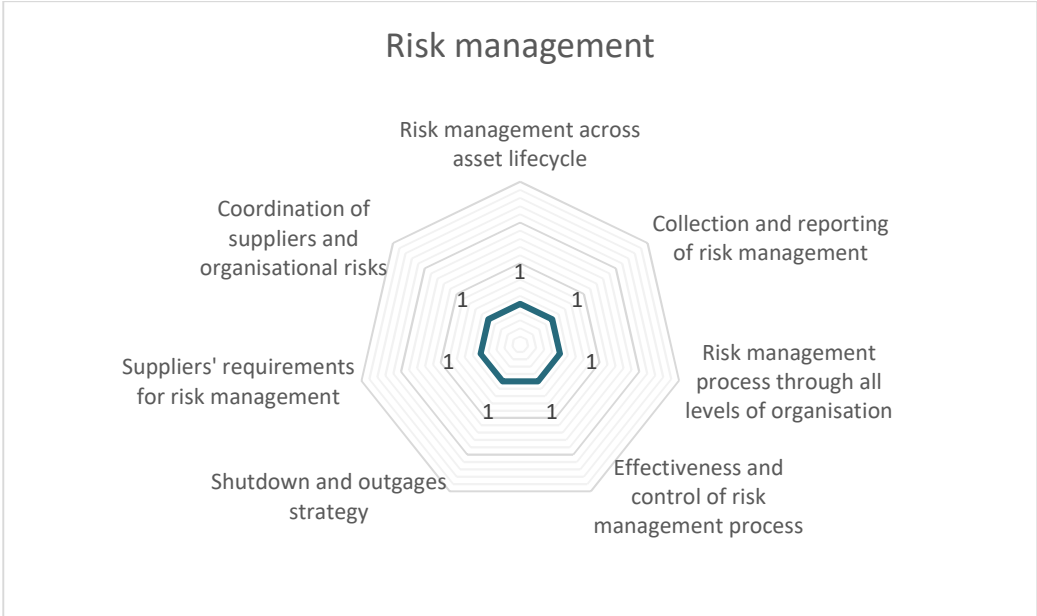 Risk management
Risk management across
asset lifecycle
Collection and reporting
of risk management
Risk management
process through all
levels of organisation
Effectiveness and
control of risk
management process
Shutdown and outgages
strategy
Suppliers' requirements
for risk management
Coordination of
suppliers and
organisational risks
1
1
1
1
1
1
1